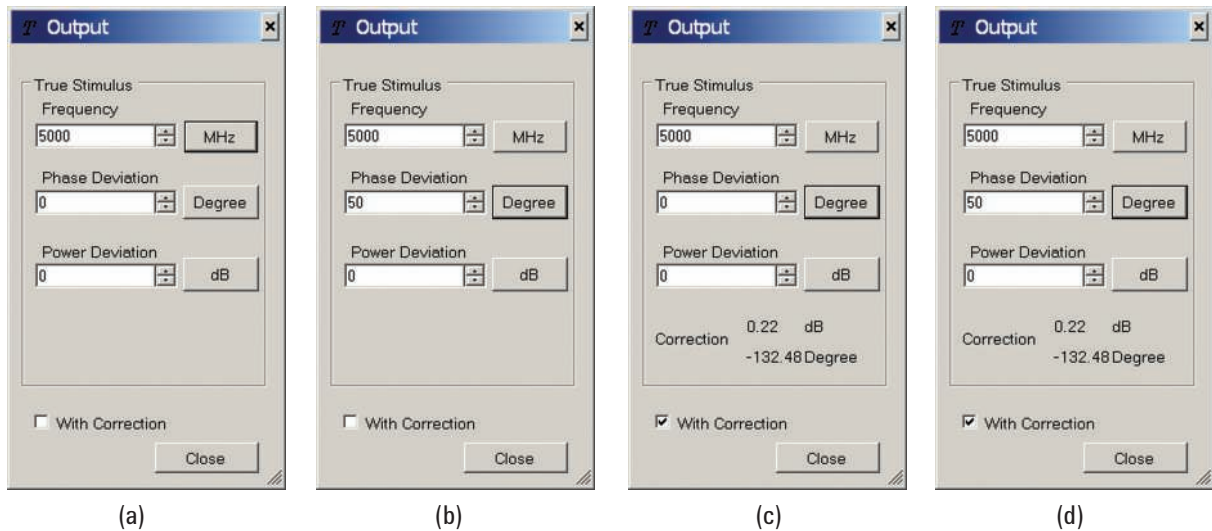 T Output
True Stimulus
Frequency
5000 MHz
Phase Deviation
0 Degree
Power Deviation
0 dB
With Correction
Close
(a)
T Output
True Stimulus
Frequency
5000 MHz
Phase Deviation
50 Degree
Power Deviation
0 dB
With Correction
Close
(b)
T Output
True Stimulus
Frequency
5000 MHz
Phase Deviation
0 Degree
Power Deviation
0 dB
Correction 0.22 dB
-132.48 Degree
With Correction
Close
(c)
T Output
True Stimulus
Frequency
5000 MHz
Phase Deviation
50 Degree
Power Deviation
0 dB
Correction 0.22 dB
-132.48 Degree
With Correction
Close
(d)